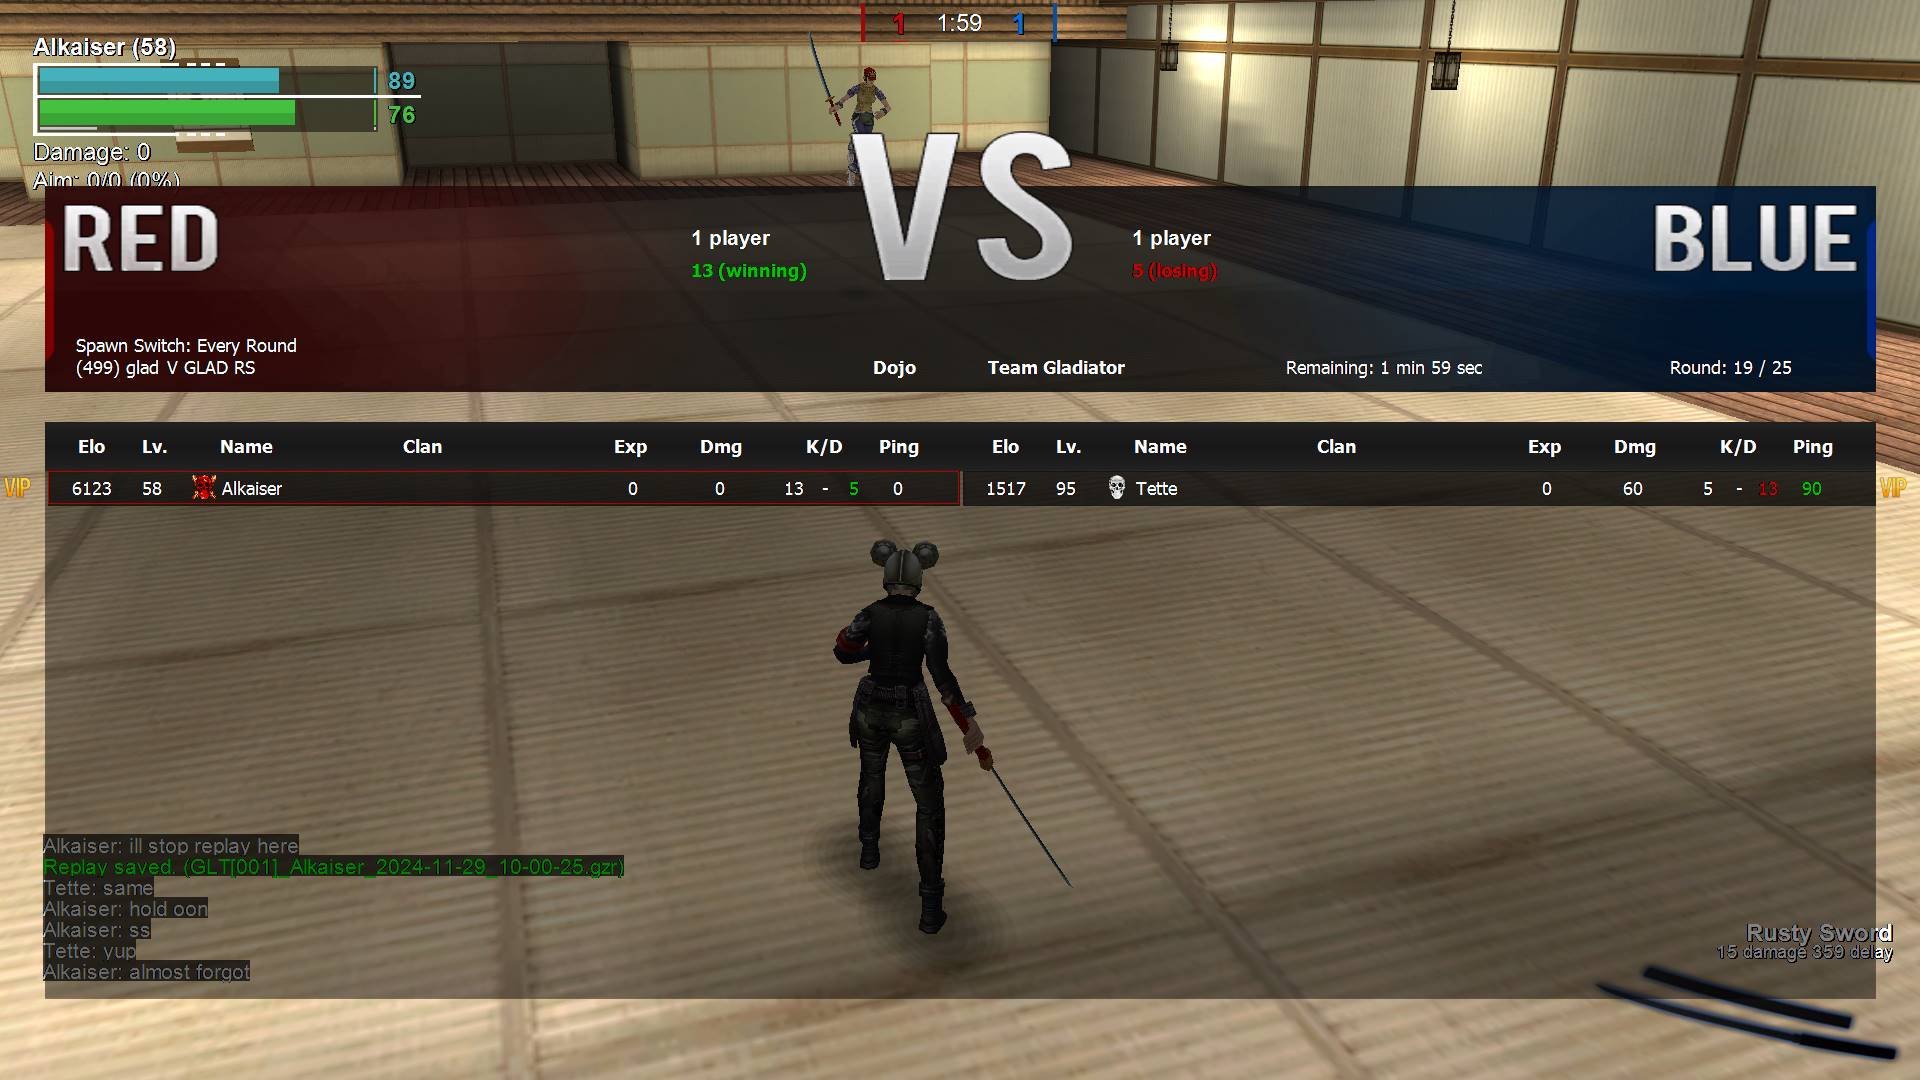 1 1:59 1
Alkaiser (58)
89
76
Damage: 0
Aim: 0/0 (0%)
RED VS BLUE
1 player 1 player
13 (winning) 5 (losing)
Spawn Switch: Every Round
(499) glad V GLAD RS Dojo Team Gladiator Remaining: 1 min 59 sec Round: 19 / 25
Elo Lv. Name Clan Exp Dmg K/D Ping Elo Lv. Name Clan Exp Dmg K/D Ping
VIP 6123 58 Alkaiser 0 0 13 - 5 0 1517 95 Tette 0 60 5 - 13 90 VIP
Alkaiser: ill stop replay here
Replay saved. (GLT[001]_Alkaiser_2024-11-29_10-00-25.gzr)
Tette: same
Alkaiser: hold oon
Alkaiser: ss
Tette: yup
Alkaiser: almost forgot
Rusty Sword
15 damage 359 delay